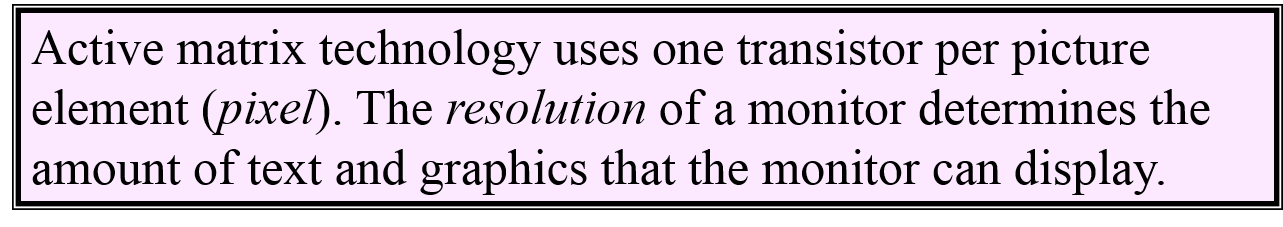 Active matrix technology uses one transistor per picture
element (pixel). The resolution of a monitor determines the
amount of text and graphics that the monitor can display.